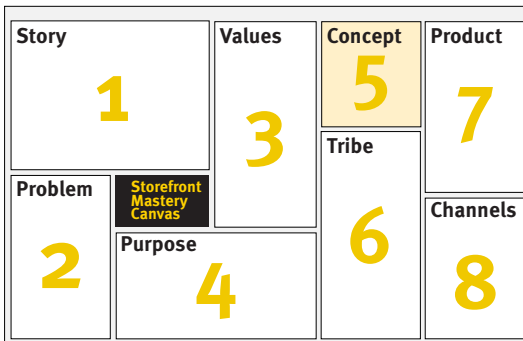 Story
1
Problem
2
Storefront
Mastery
Canvas
Values
3
Purpose
4
Concept
5
Tribe
6
Product
7
Channels
8